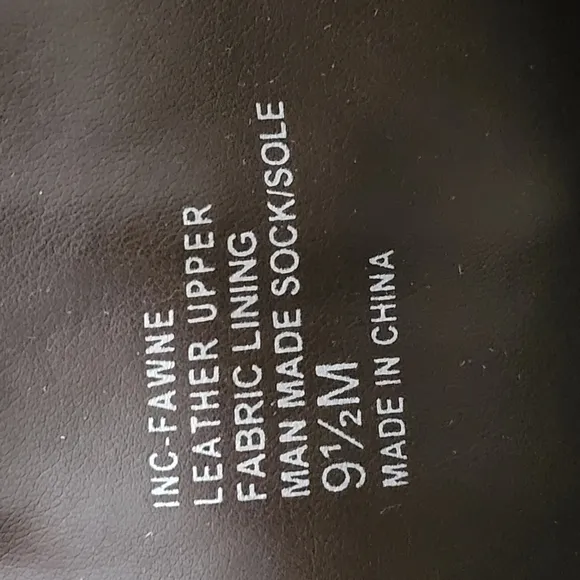 INC-FAWNE
LEATHER UPPER
FABRIC LINING
MAN MADE SOCK/SOLE
9½M
MADE IN CHINA